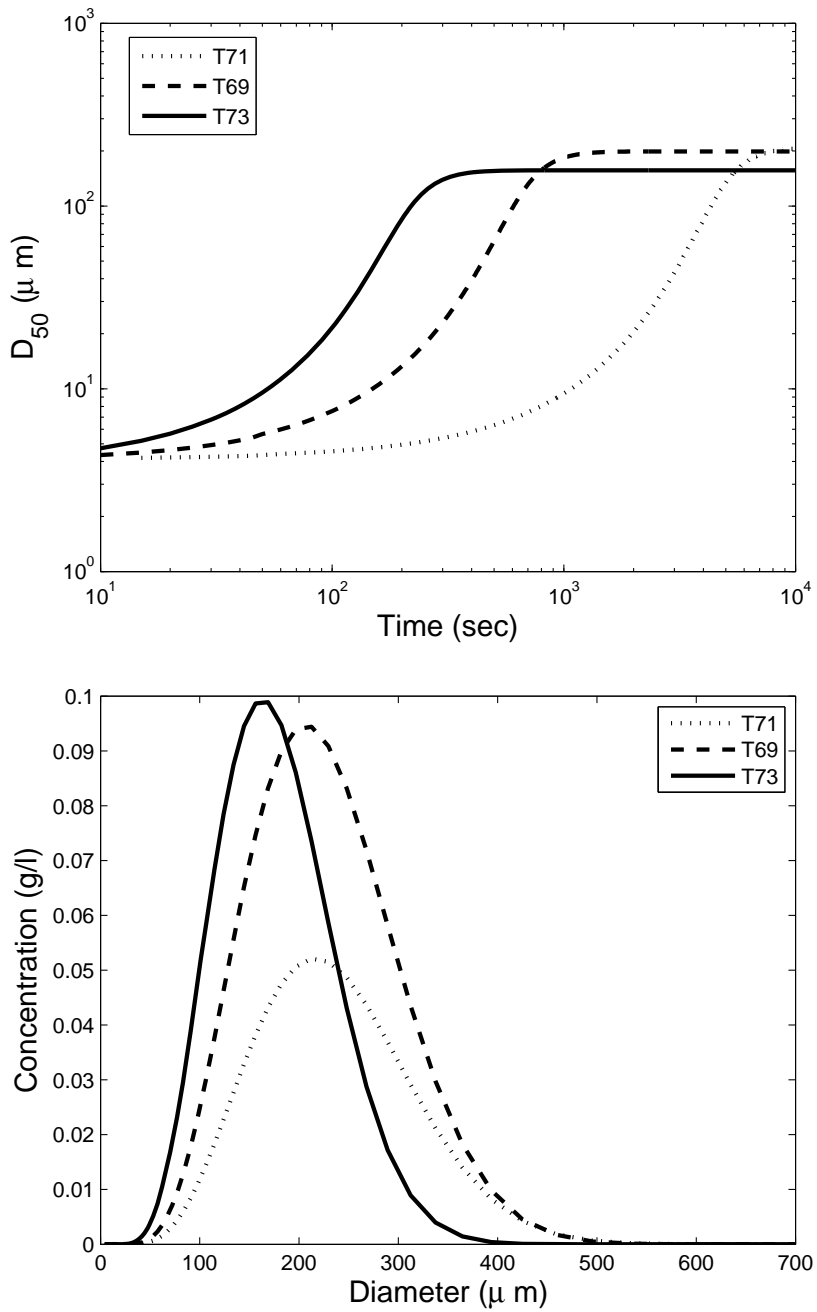 10^3
10^2
10^1
10^0
D_50 (μ m)
T71
T69
T73
10^1 10^2 10^3 10^4
Time (sec)
0.1
0.09
0.08
0.07
0.06
0.05
0.04
0.03
0.02
0.01
0
Concentration (g/l)
T71
T69
T73
0 100 200 300 400 500 600 700
Diameter (μ m)